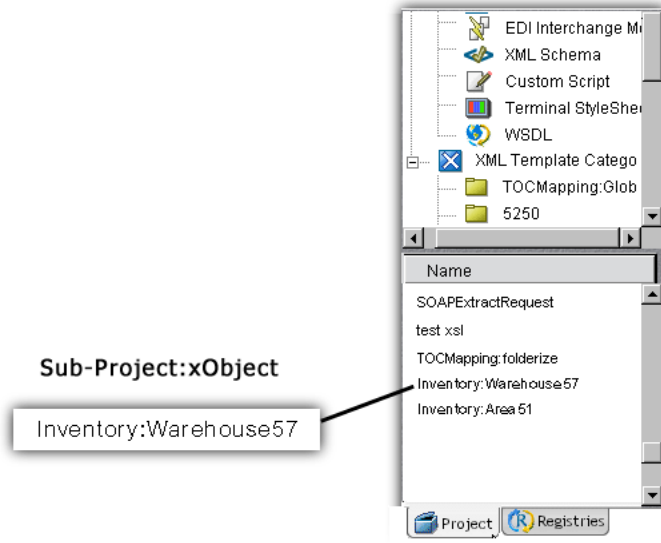 EDI Interchange M
XML Schema
Custom Script
Terminal StyleShe
WSDL
XML Template Catego
TOCMapping:Glob
5250
Name
SOAPExtractRequest
test xsl
TOCMapping:folderize
Inventory:Warehouse57
Inventory:Area51
Sub-Project:xObject
Inventory:Warehouse57
Project
Registries